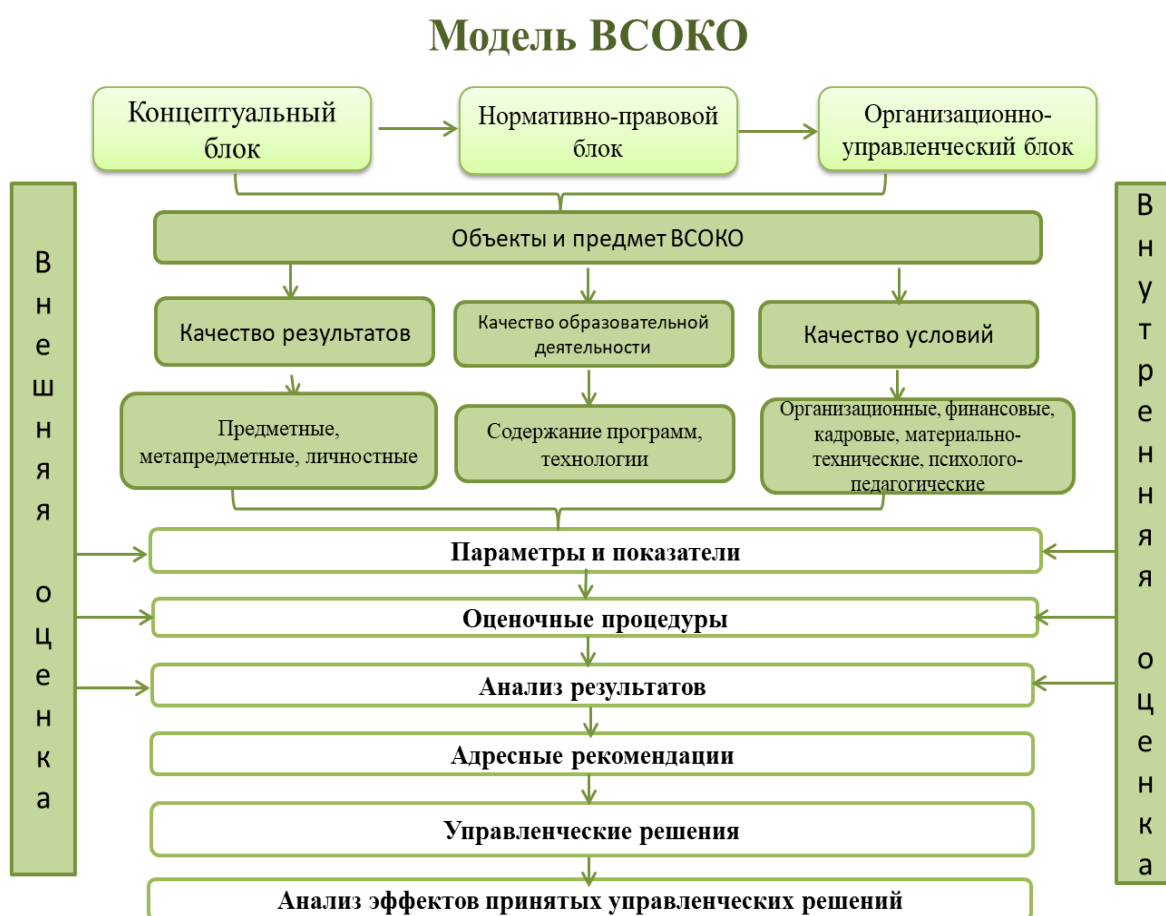 Модель ВСОКО
Концептуальный
блок
Нормативно-правовой
блок
Организационно-
управленческий блок
Внешняя оценка
Внутренняя оценка
Объекты и предмет ВСОКО
Качество результатов
Качество образовательной
деятельности
Качество условий
Предметные,
метапредметные, личностные
Содержание программ,
технологии
Организационные, финансовые,
кадровые, материально-
технические, психолого-
педагогические
Параметры и показатели
Оценочные процедуры
Анализ результатов
Адресные рекомендации
Управленческие решения
Анализ эффектов принятых управленческих решений